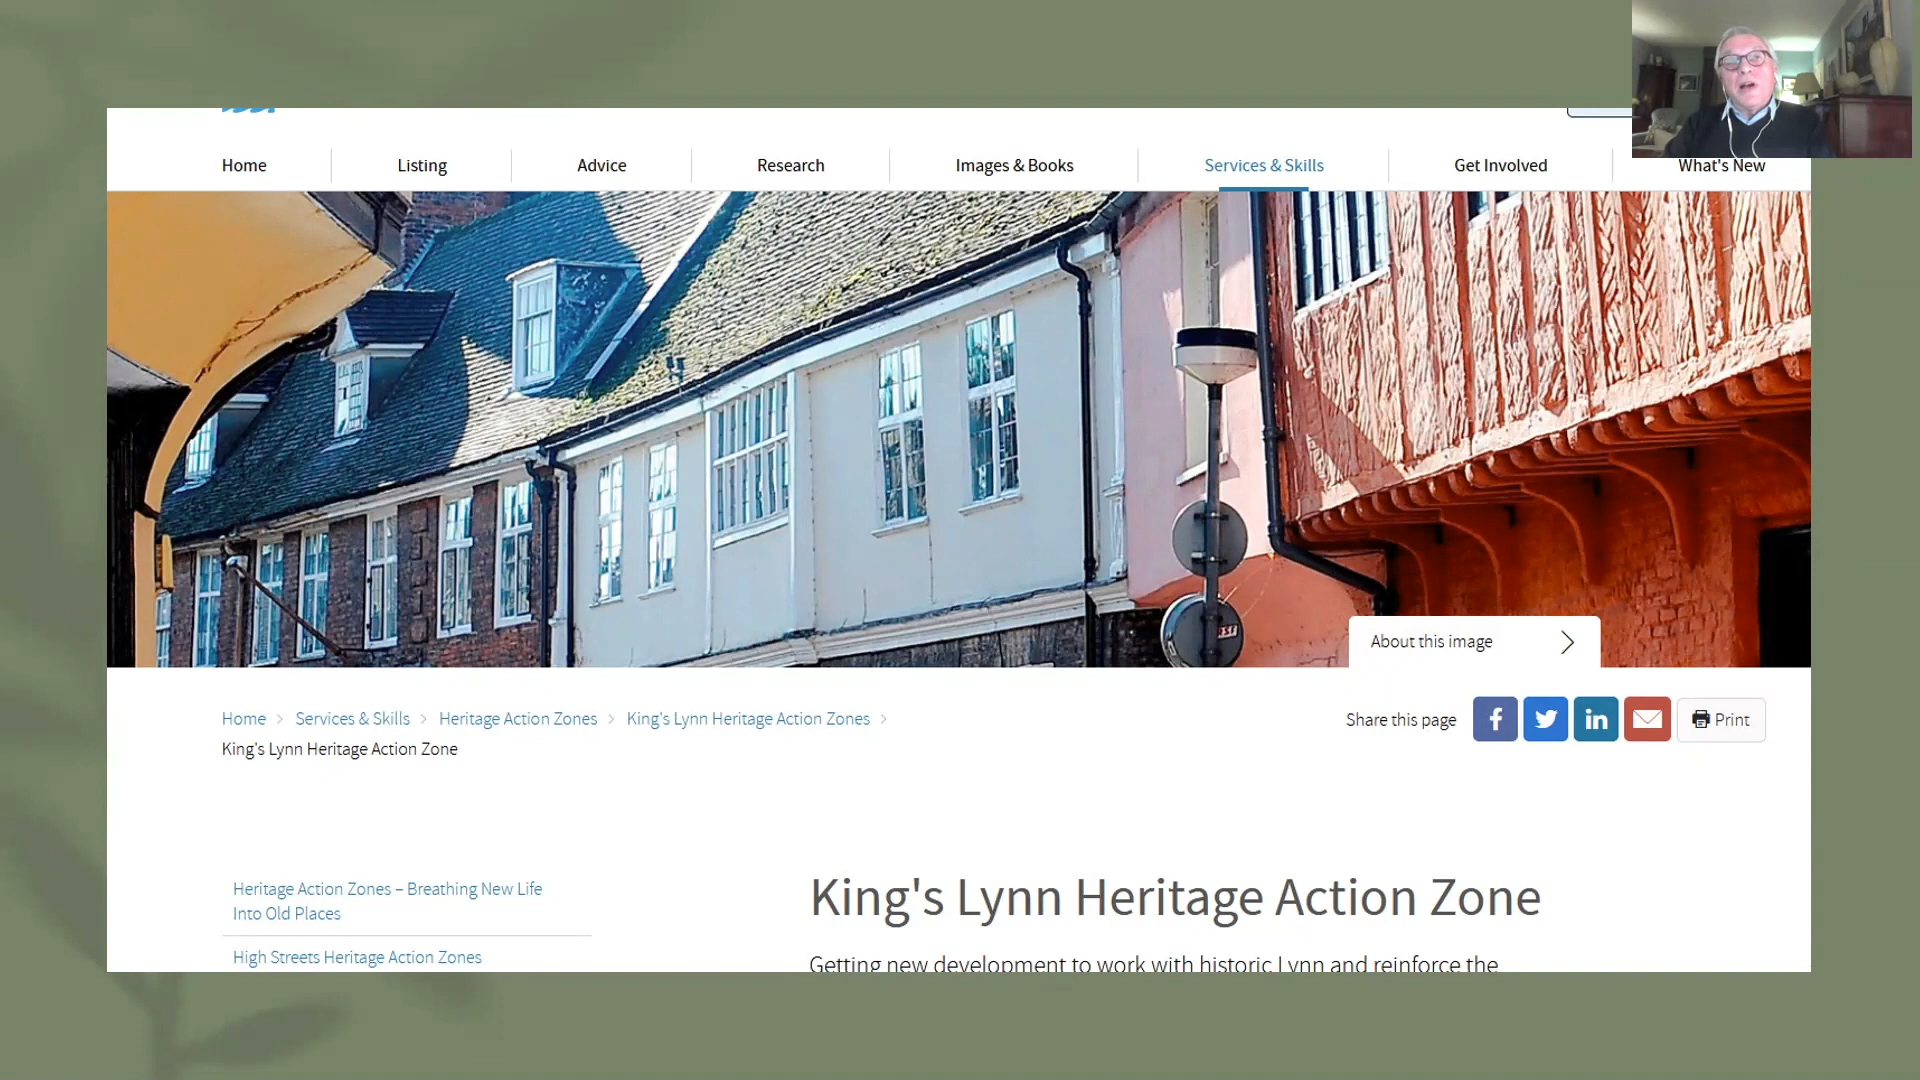 Home
Listing
Advice
Research
Images & Books
Services & Skills
Get Involved
What's New
About this image
Home > Services & Skills > Heritage Action Zones > King's Lynn Heritage Action Zones >
King's Lynn Heritage Action Zone
Share this page
Print
Heritage Action Zones – Breathing New Life
Into Old Places
High Streets Heritage Action Zones
King's Lynn Heritage Action Zone
Getting new development to work with historic Lynn and reinforce the